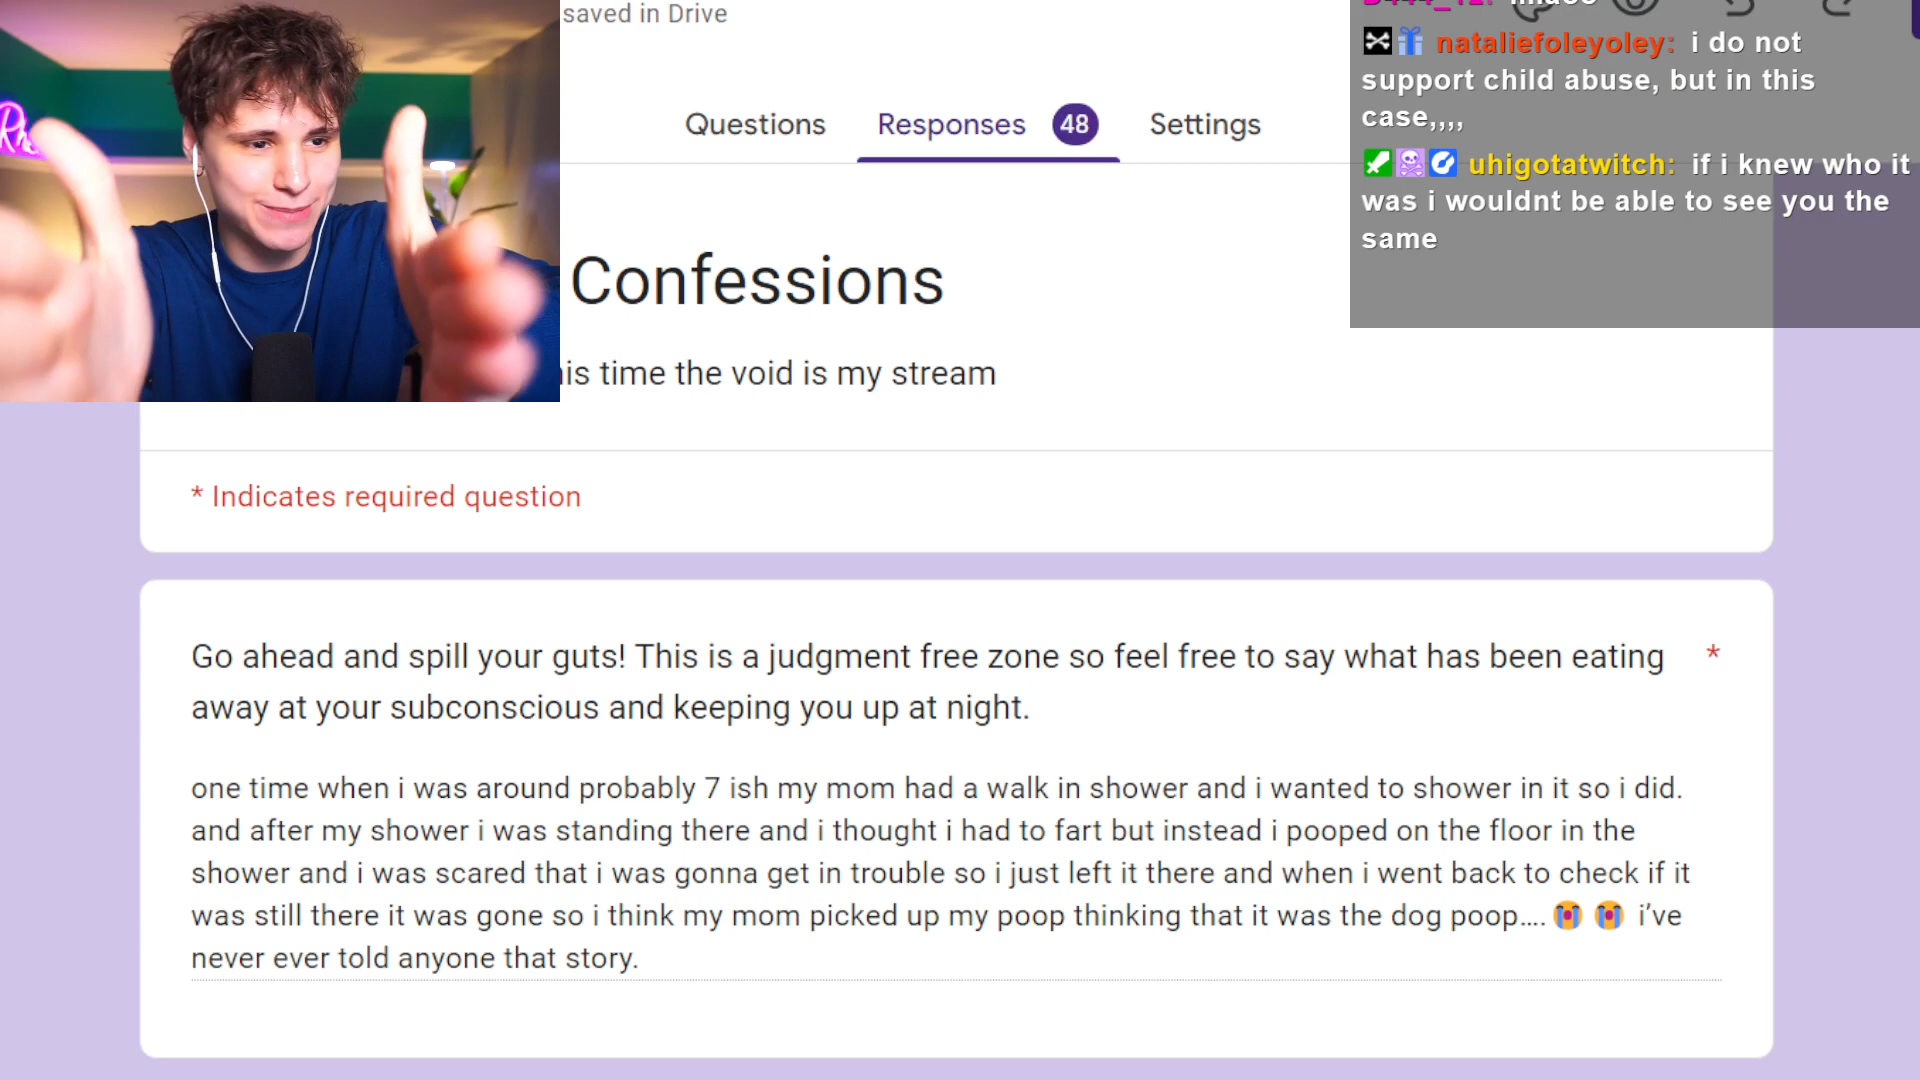 saved in Drive
Questions
Responses 48
Settings
Confessions
is time the void is my stream
* Indicates required question
Go ahead and spill your guts! This is a judgment free zone so feel free to say what has been eating *
away at your subconscious and keeping you up at night.
one time when i was around probably 7 ish my mom had a walk in shower and i wanted to shower in it so i did.
and after my shower i was standing there and i thought i had to fart but instead i pooped on the floor in the
shower and i was scared that i was gonna get in trouble so i just left it there and when i went back to check if it
was still there it was gone so i think my mom picked up my poop thinking that it was the dog poop.... 😭 😭 i’ve
never ever told anyone that story.
nataliefoleyoley: i do not
support child abuse, but in this
case,,,,
uhigotatwitch: if i knew who it
was i wouldnt be able to see you the
same